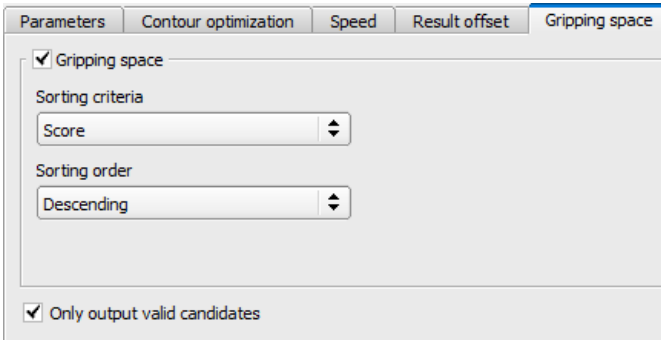 Parameters Contour optimization Speed Result offset Gripping space
Gripping space
Sorting criteria
Score
Sorting order
Descending
Only output valid candidates